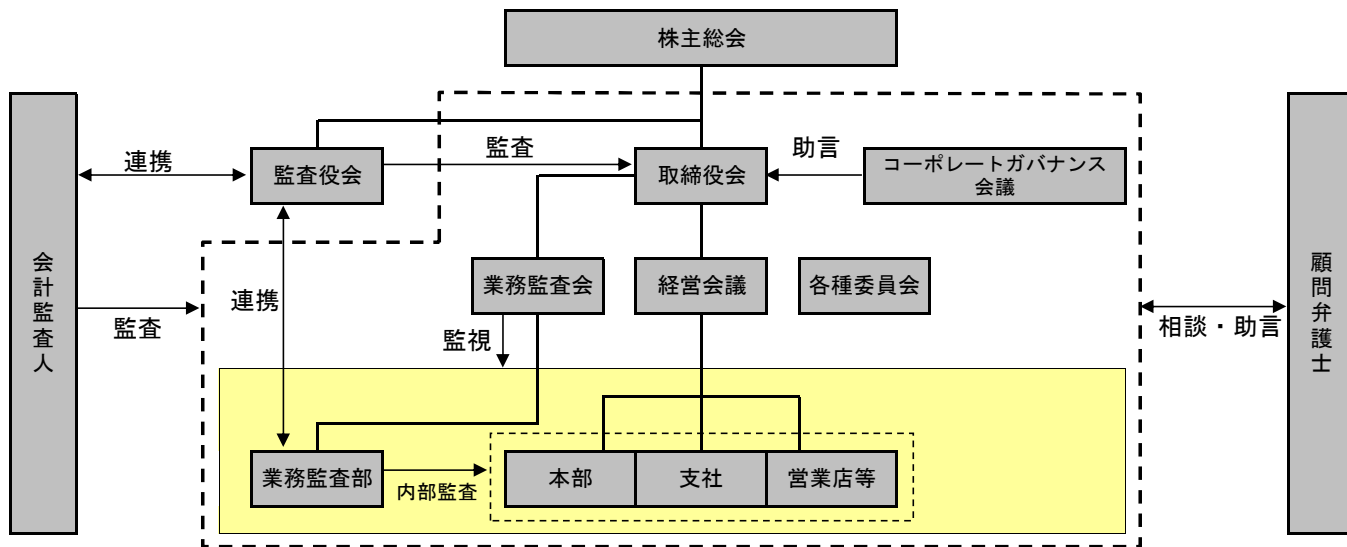 株主総会
連携
監査役会
監査
取締役会
助言
コーポレートガバナンス
会議
会計監査人
監査
連携
業務監査会
監視
経営会議
各種委員会
相談・助言
顧問弁護士
業務監査部
内部監査
本部
支社
営業店等